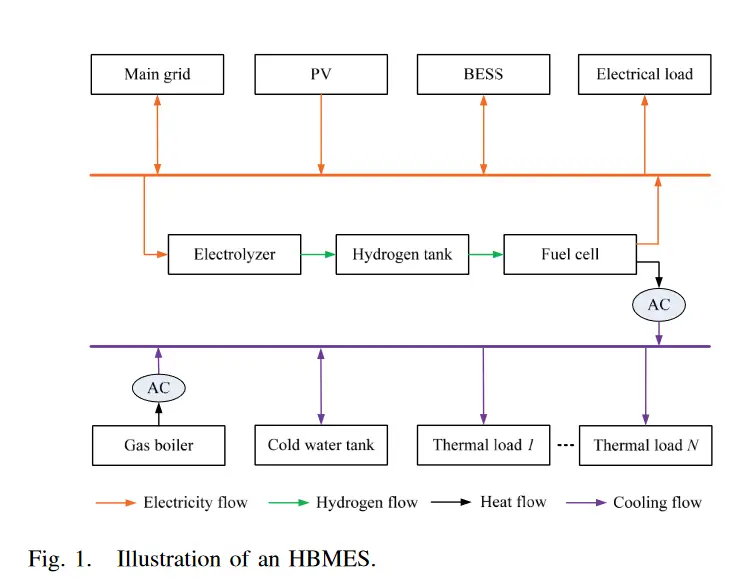 Main grid
PV
BESS
Electrical load
Electrolyzer
Hydrogen tank
Fuel cell
AC
AC
Gas boiler
Cold water tank
Thermal load 1
Thermal load N
Electricity flow
Hydrogen flow
Heat flow
Cooling flow
Fig. 1. Illustration of an HBMES.